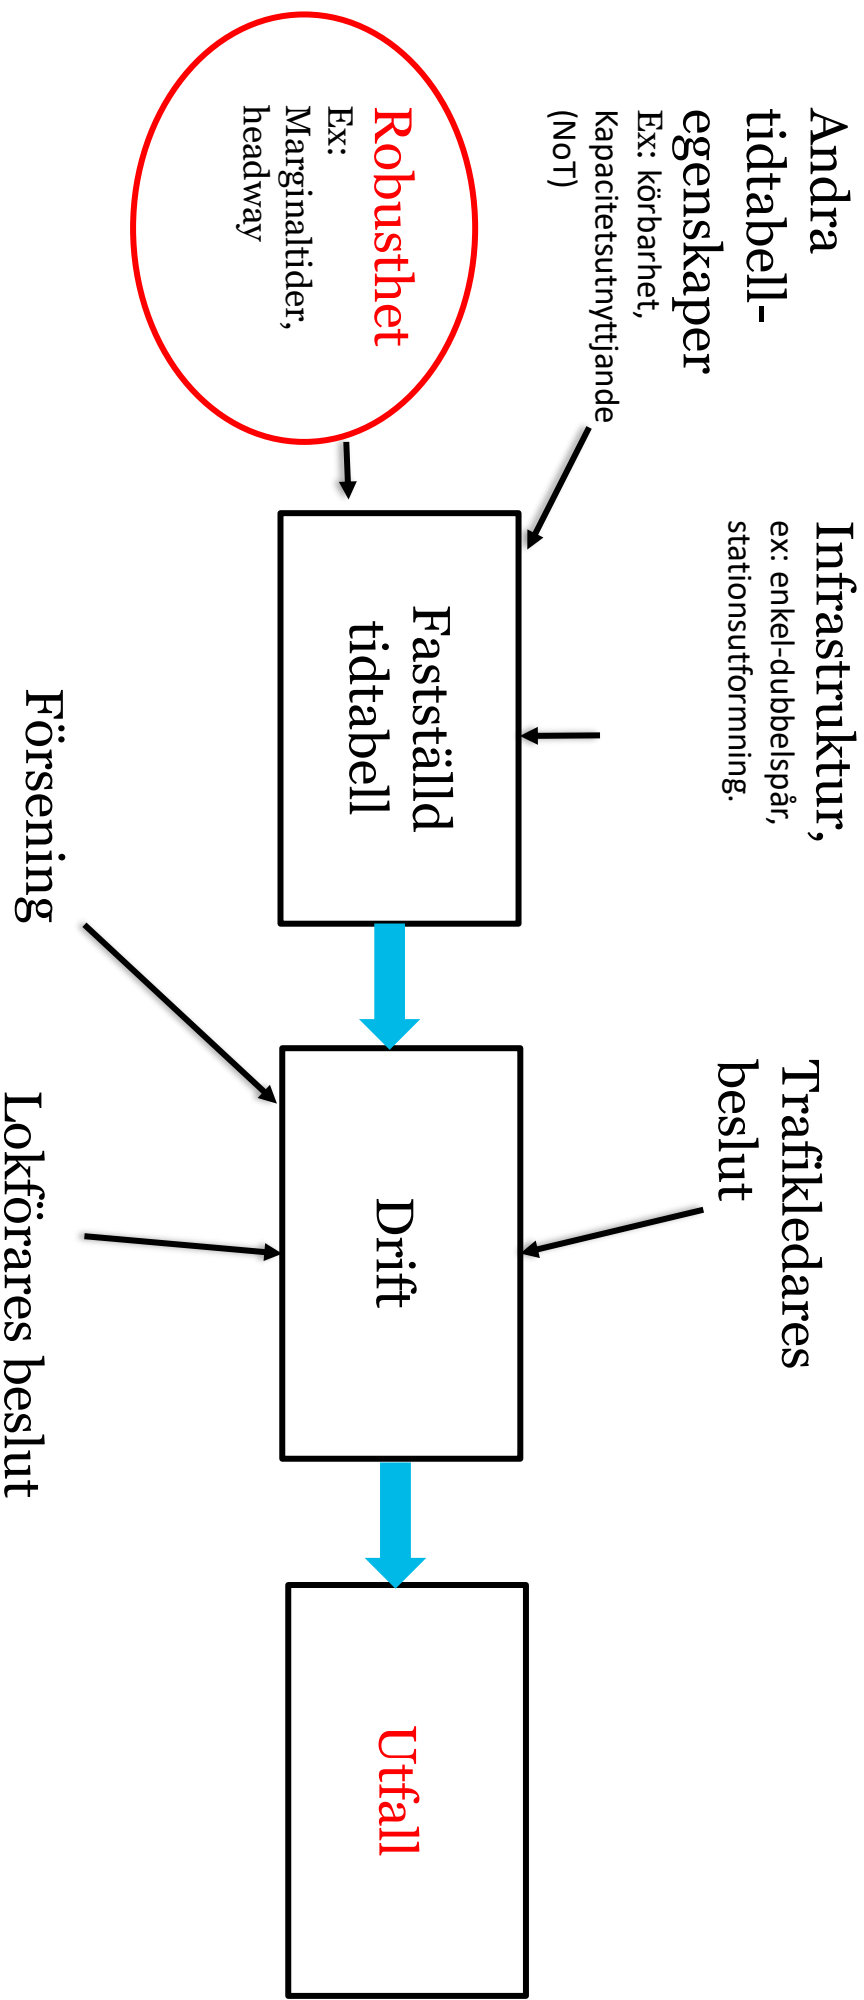 Andra
tidtabell-
egenskaper
Ex: körbarhet,
Kapacitetsutnyttjande
(NoT)
Infrastruktur,
ex: enkel-dubbelspår,
stationsutformning.
Trafikledares
beslut
Robusthet
Ex:
Marginaltider,
headway
Fastställd
tidtabell
Drift
Utfall
Försening
Lokförares beslut